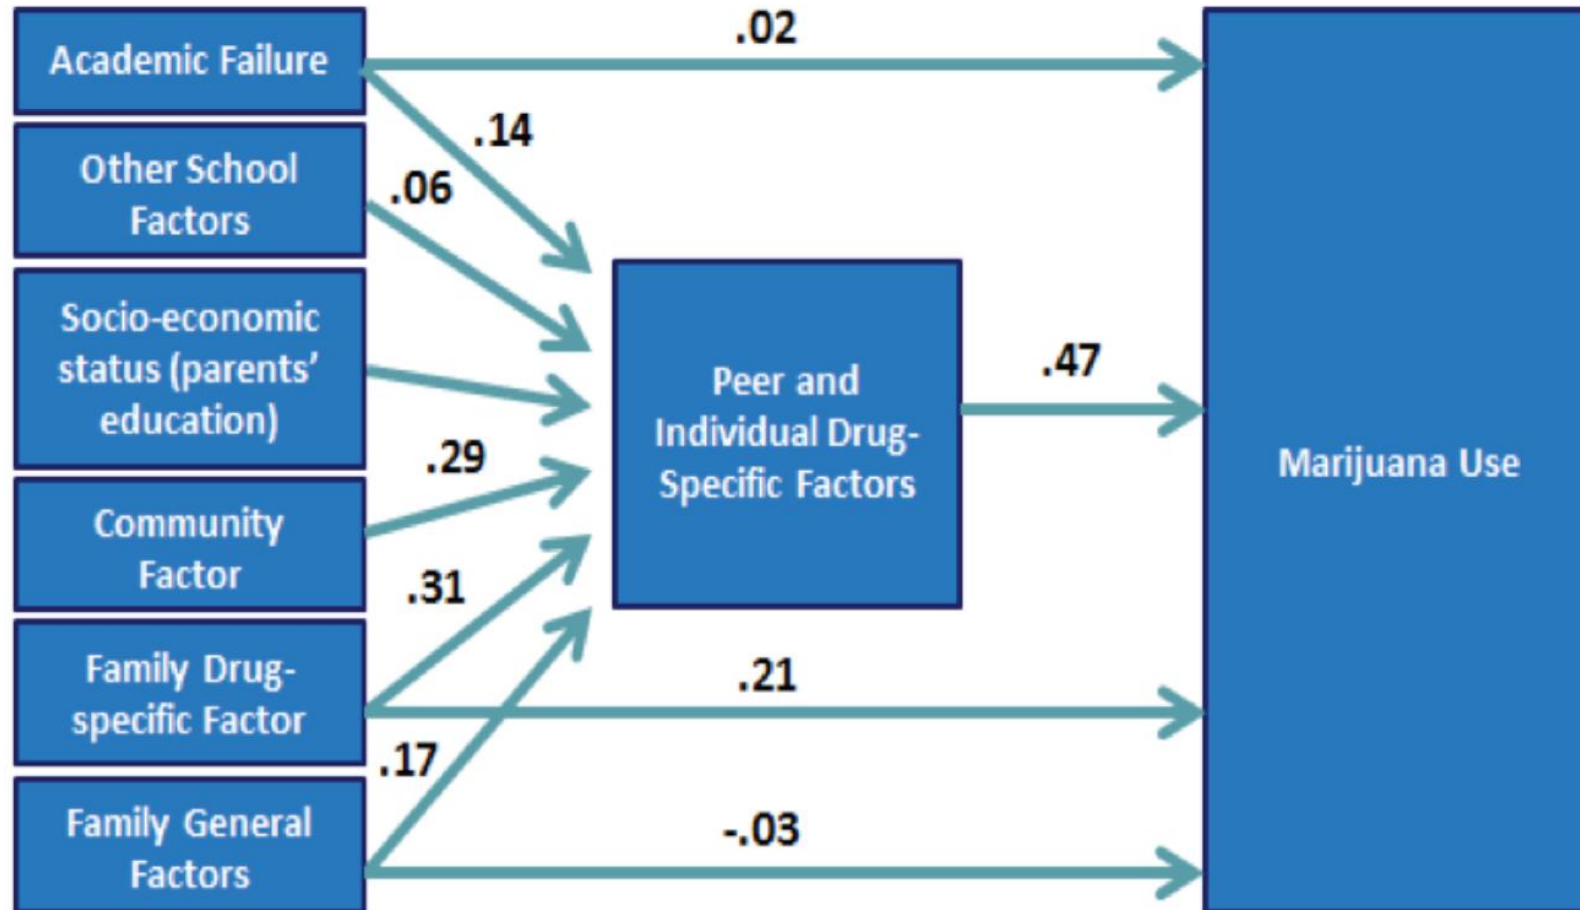 Academic Failure
.02
.14
Other School
Factors
.06
Socio-economic
status (parents’
education)
Peer and
Individual Drug-
Specific Factors
.47
Marijuana Use
.29
Community
Factor
.31
Family Drug-
specific Factor
.21
.17
Family General
Factors
-.03